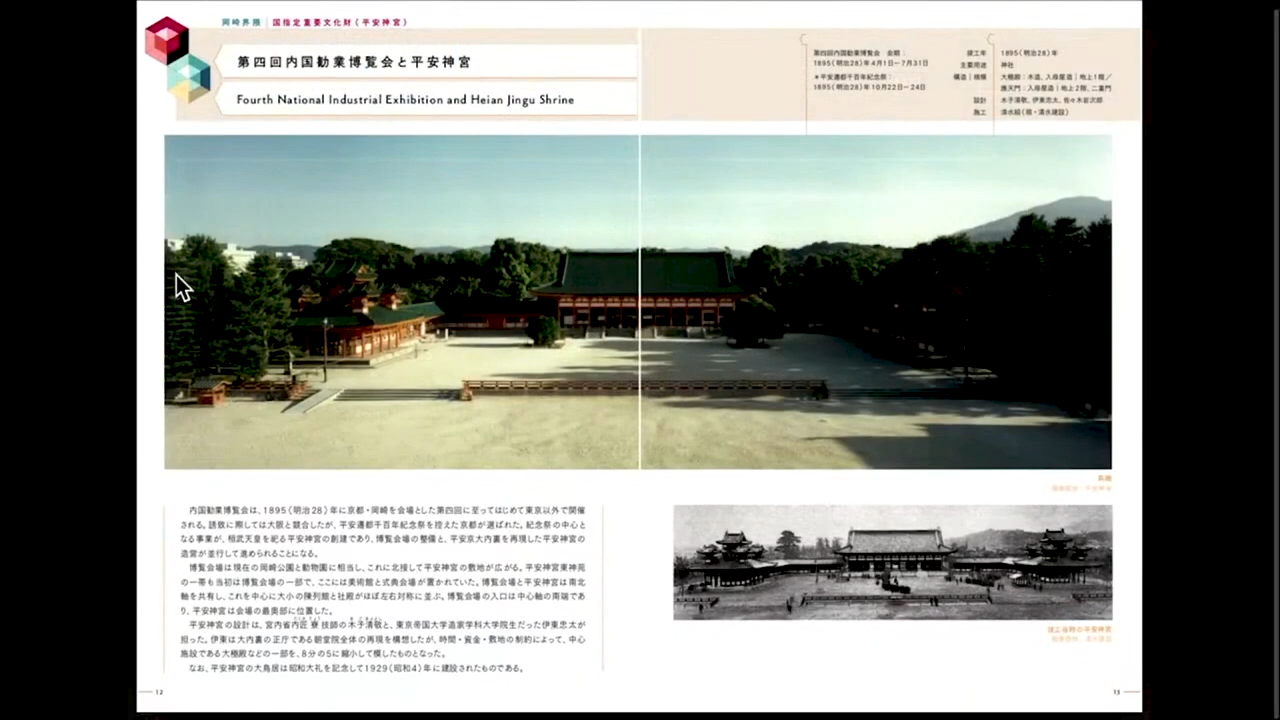 岡崎界隈｜国指定重要文化財（平安神宮）
第四回内国勧業博覧会と平安神宮
Fourth National Industrial Exhibition and Heian Jingu Shrine
第四回内国勧業博覧会　会期：
1895（明治28）年4月1日−7月31日
＊平安遷都千百年紀念祭：
1895（明治28）年10月22日−24日
竣工年　1895（明治28）年
主要用途　神社
構造｜規模　大極殿：木造、入母屋造｜地上1階／
應天門：入母屋造｜地上2階、二重門
設計　木子清敬、伊東忠太、佐々木岩次郎
施工　清水組（現・清水建設）
内国勧業博覧会は、1895（明治28）年に京都・岡崎を会場とした第四回に至ってはじめて東京以外で開催
される。誘致に際しては大阪と競合したが、平安遷都千百年紀念祭を控えた京都が選ばれた。紀念祭の中心と
なる事業が、桓武天皇を祀る平安神宮の創建であり、博覧会場の整備と、平安京大内裏を再現した平安神宮の
造営が並行して進められることになる。
博覧会場は現在の岡崎公園と動物園に相当し、これに北接して平安神宮の敷地が広がる。平安宮東神苑
の一帯も当初は博覧会場の一部で、ここには美術館と式典会場が置かれていた。博覧会場と平安神宮は南北
軸を共有し、これを中心に大小の陳列館と社殿がほぼ左右対称に並ぶ。博覧会場の入口は中心軸の南端であ
り、平安神宮は会場の最奥部に位置した。
平安神宮の設計は、宮内省内匠寮技師の木子清敬と、東京帝国大学造家学科大学院生だった伊東忠太が
担った。伊東は大内裏の正庁である朝堂院全体の再現を構想したが、時間・資金・敷地の制約によって、中心
施設である大極殿などの一部を、8分の5に縮小して模したものとなった。
なお、平安神宮の大鳥居は昭和大礼を記念して1929（昭和4）年に建設されたものである。
竣工当時の平安神宮
12
13